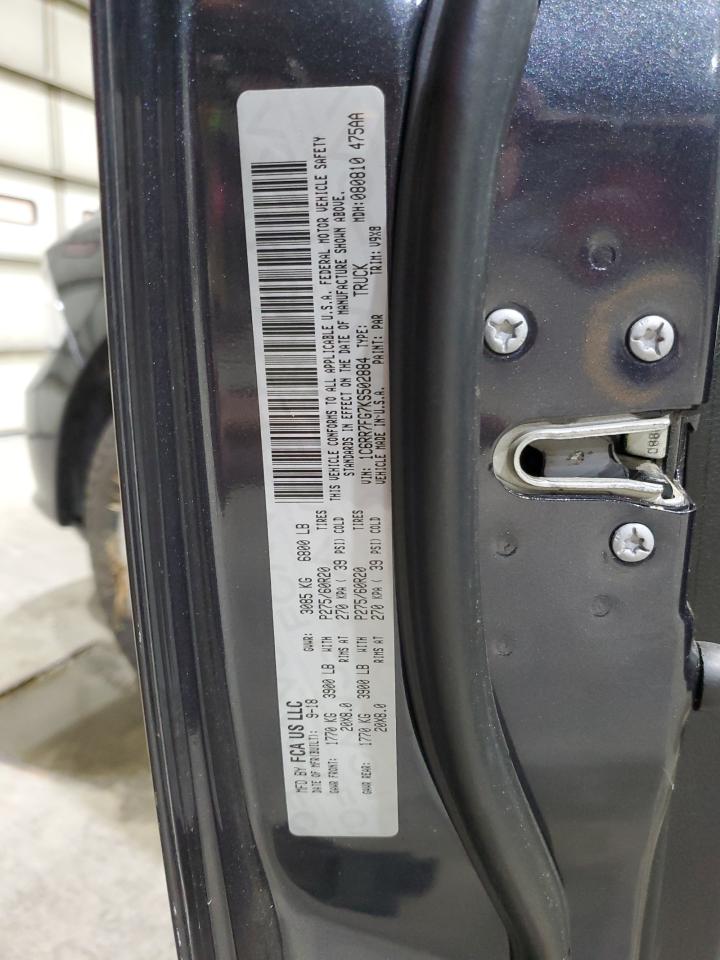 MFD BY FCA US LLC
DATE OF MFR(BUILT): 9-18 GVWR: 3085 KG 6800 LB
GAWR FRONT: 1770 KG 3900 LB WITH P275/60R20 TIRES
20X8.0 RIMS AT 270 KPA ( 39 PSI) COLD
GAWR REAR: 1770 KG 3900 LB WITH P275/60R20 TIRES
20X8.0 RIMS AT 270 KPA ( 39 PSI) COLD
THIS VEHICLE CONFORMS TO ALL APPLICABLE U.S.A. FEDERAL MOTOR VEHICLE SAFETY
STANDARDS IN EFFECT ON THE DATE OF MANUFACTURE SHOWN ABOVE.
VIN: 1C6RR7FG7KS502884 TYPE: TRUCK MDH: 080810 475AA
VEHICLE MADE IN U.S.A. PAINT: PAR TRIM: V9X8